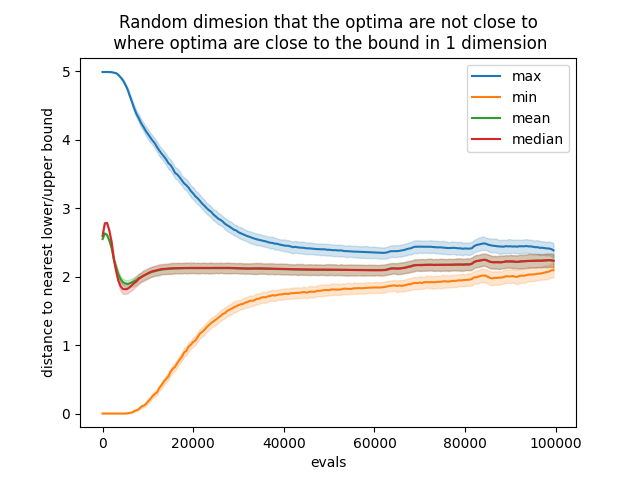 Random dimesion that the optima are not close to
where optima are close to the bound in 1 dimension
distance to nearest lower/upper bound
5
4
3
2
1
0
max
min
mean
median
0
20000
40000
60000
80000
100000
evals